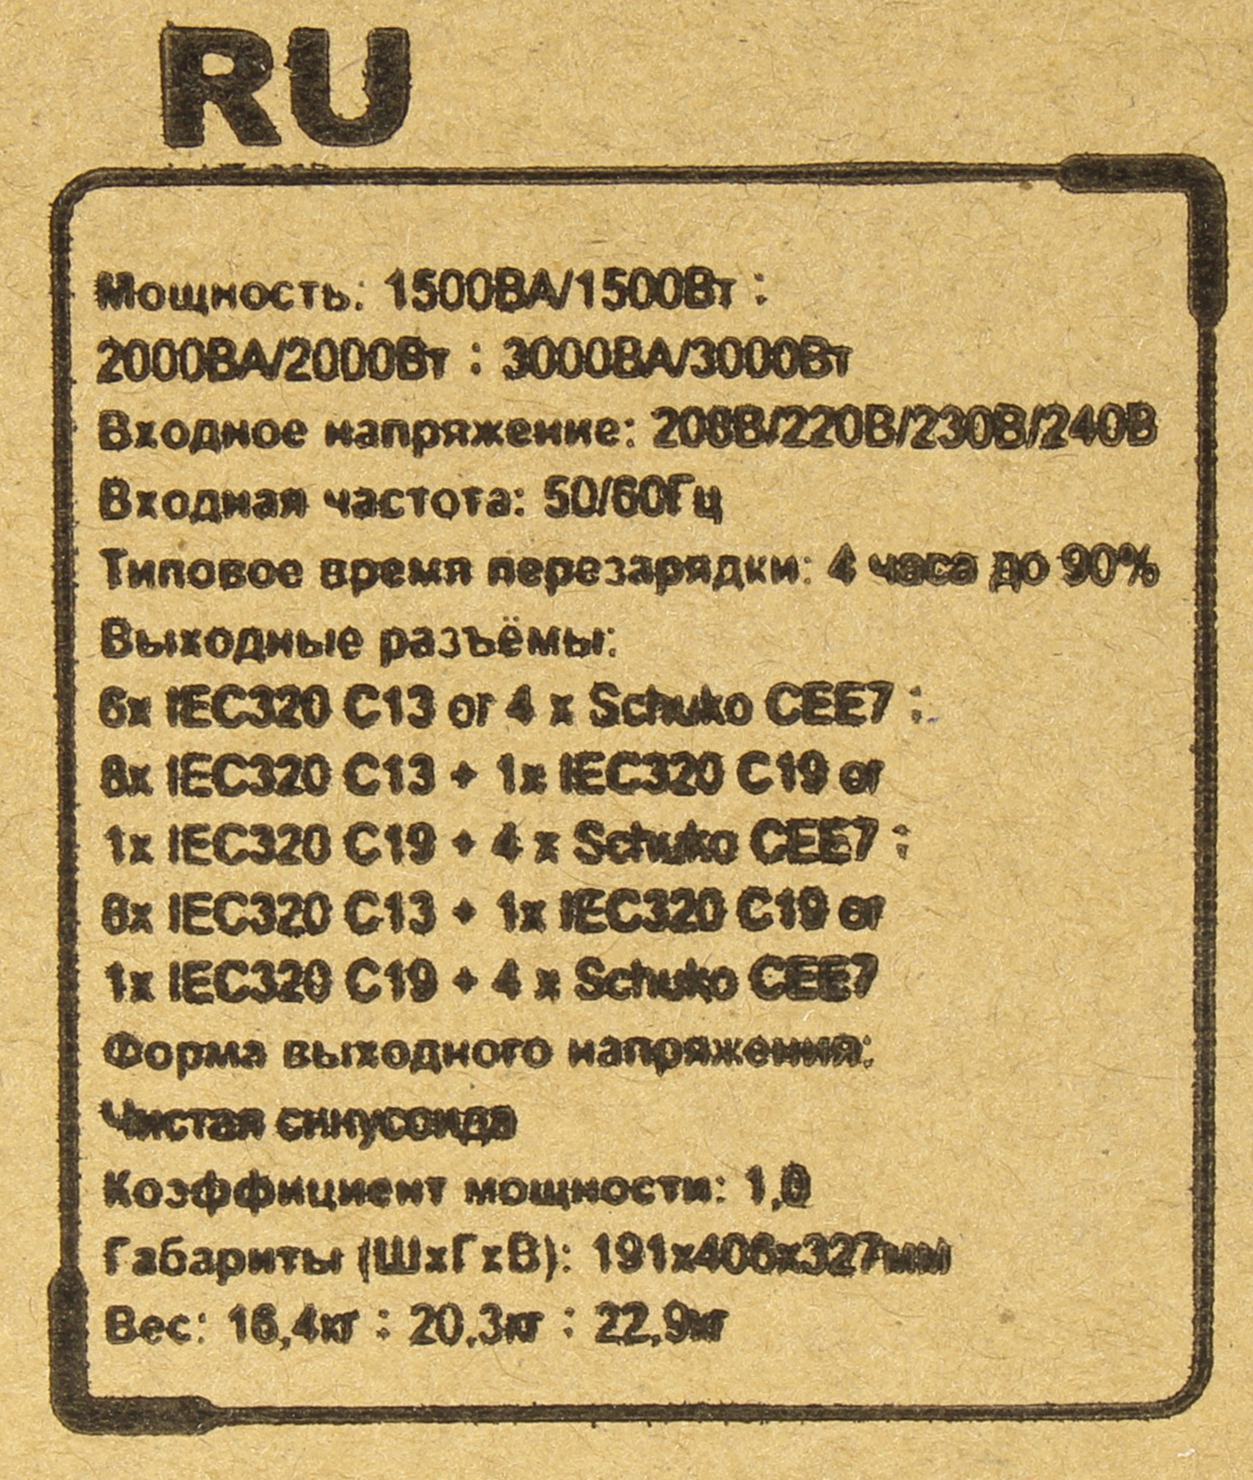 RU
Мощность: 1500ВА/1500Вт :
2000ВА/2000Вт : 3000ВА/3000Вт
Входное напряжение: 208В/220В/230В/240В
Входная частота: 50/60Гц
Типовое время перезарядки: 4 часа до 90%
Выходные разъёмы:
6x IEC320 C13 or 4 x Schuko CEE7 :
8x IEC320 C13 + 1x IEC320 C19 or
1x IEC320 C19 + 4 x Schuko CEE7 :
8x IEC320 C13 + 1x IEC320 C19 or
1x IEC320 C19 + 4 x Schuko CEE7
Форма выходного напряжения:
Чистая синусоида
Коэффициент мощности: 1,0
Габариты (ШхГхВ): 191x406x327мм
Вес: 16,4кг : 20,3кг : 22,9кг